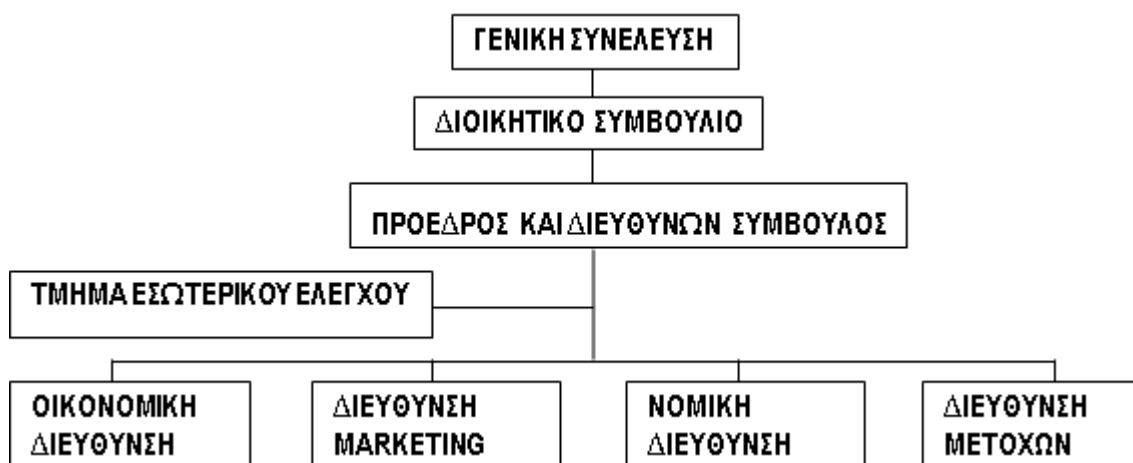 ΓΕΝΙΚΗ ΣΥΝΕΛΕΥΣΗ
ΔΙΟΙΚΗΤΙΚΟ ΣΥΜΒΟΥΛΙΟ
ΠΡΟΕΔΡΟΣ ΚΑΙ ΔΙΕΥΘΥΝΩΝ ΣΥΜΒΟΥΛΟΣ
ΤΜΗΜΑ ΕΣΩΤΕΡΙΚΟΥ ΕΛΕΓΧΟΥ
ΟΙΚΟΝΟΜΙΚΗ
ΔΙΕΥΘΥΝΣΗ
ΔΙΕΥΘΥΝΣΗ
MARKETING
ΝΟΜΙΚΗ
ΔΙΕΥΘΥΝΣΗ
ΔΙΕΥΘΥΝΣΗ
ΜΕΤΟΧΩΝ